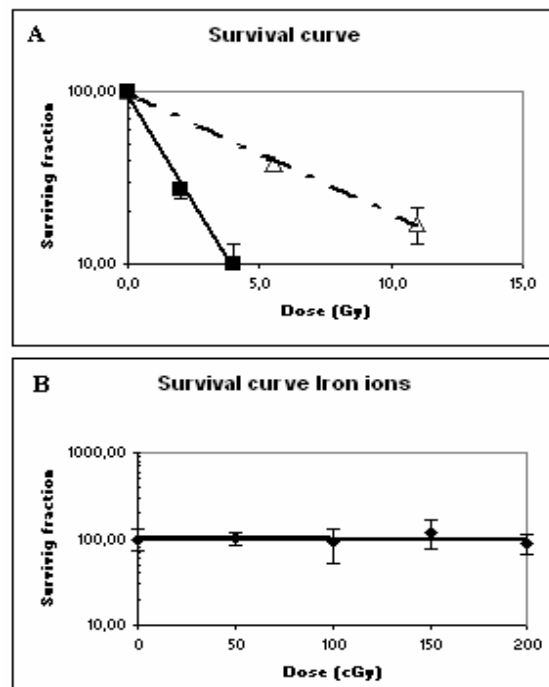 A
Survival curve
100,00
10,00
Surviving fraction
0,0 5,0 10,0 15,0
Dose (Gy)
B
Survival curve Iron ions
1000,00
100,00
10,00
Survivig fraction
0 50 100 150 200
Dose (cGy)